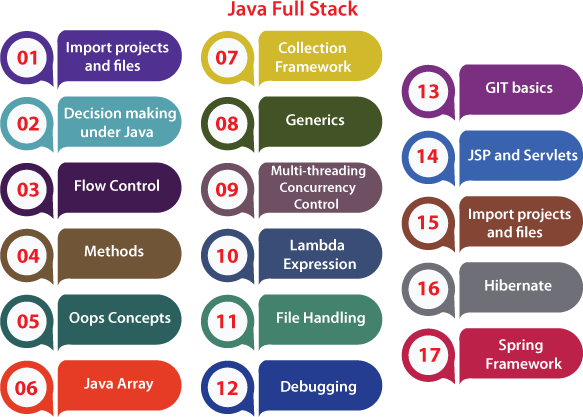 Java Full Stack
01
Import projects
and files
02
Decision making
under Java
03
Flow Control
04
Methods
05
Oops Concepts
06
Java Array
07
Collection
Framework
08
Generics
09
Multi-threading
Concurrency
Control
10
Lambda
Expression
11
File Handling
12
Debugging
13
GIT basics
14
JSP and Servlets
15
Import projects
and files
16
Hibernate
17
Spring
Framework